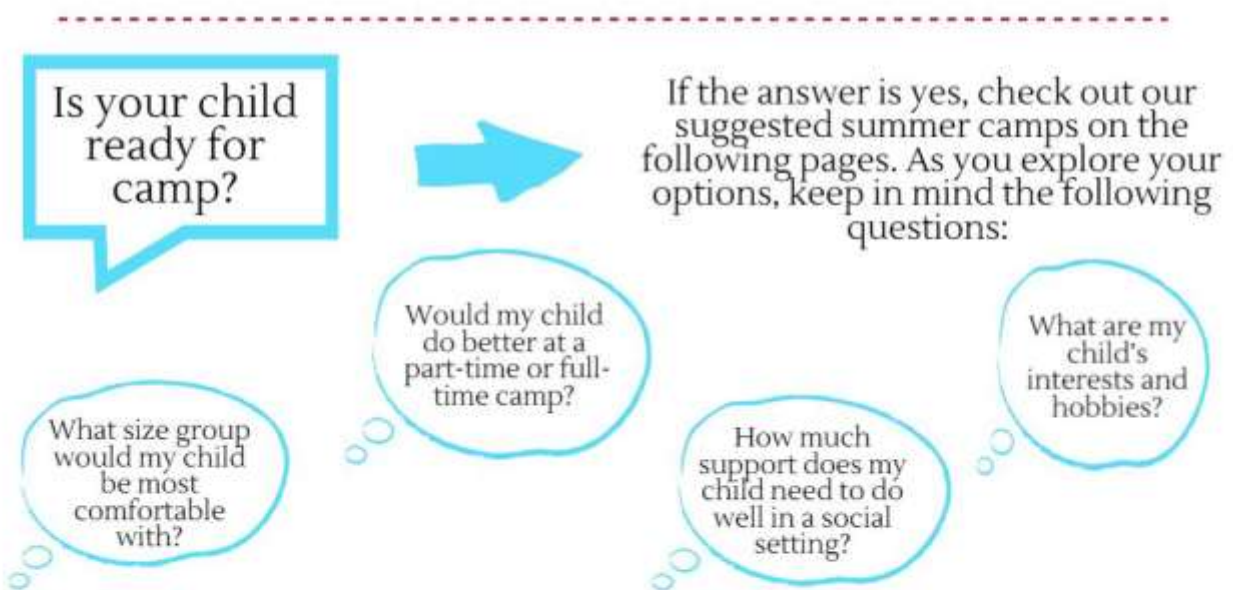 Is your child
ready for
camp?
If the answer is yes, check out our
suggested summer camps on the
following pages. As you explore your
options, keep in mind the following
questions:
What size group
would my child
be most
comfortable
with?
Would my child
do better at a
part-time or full-
time camp?
How much
support does my
child need to do
well in a social
setting?
What are my
child's
interests and
hobbies?